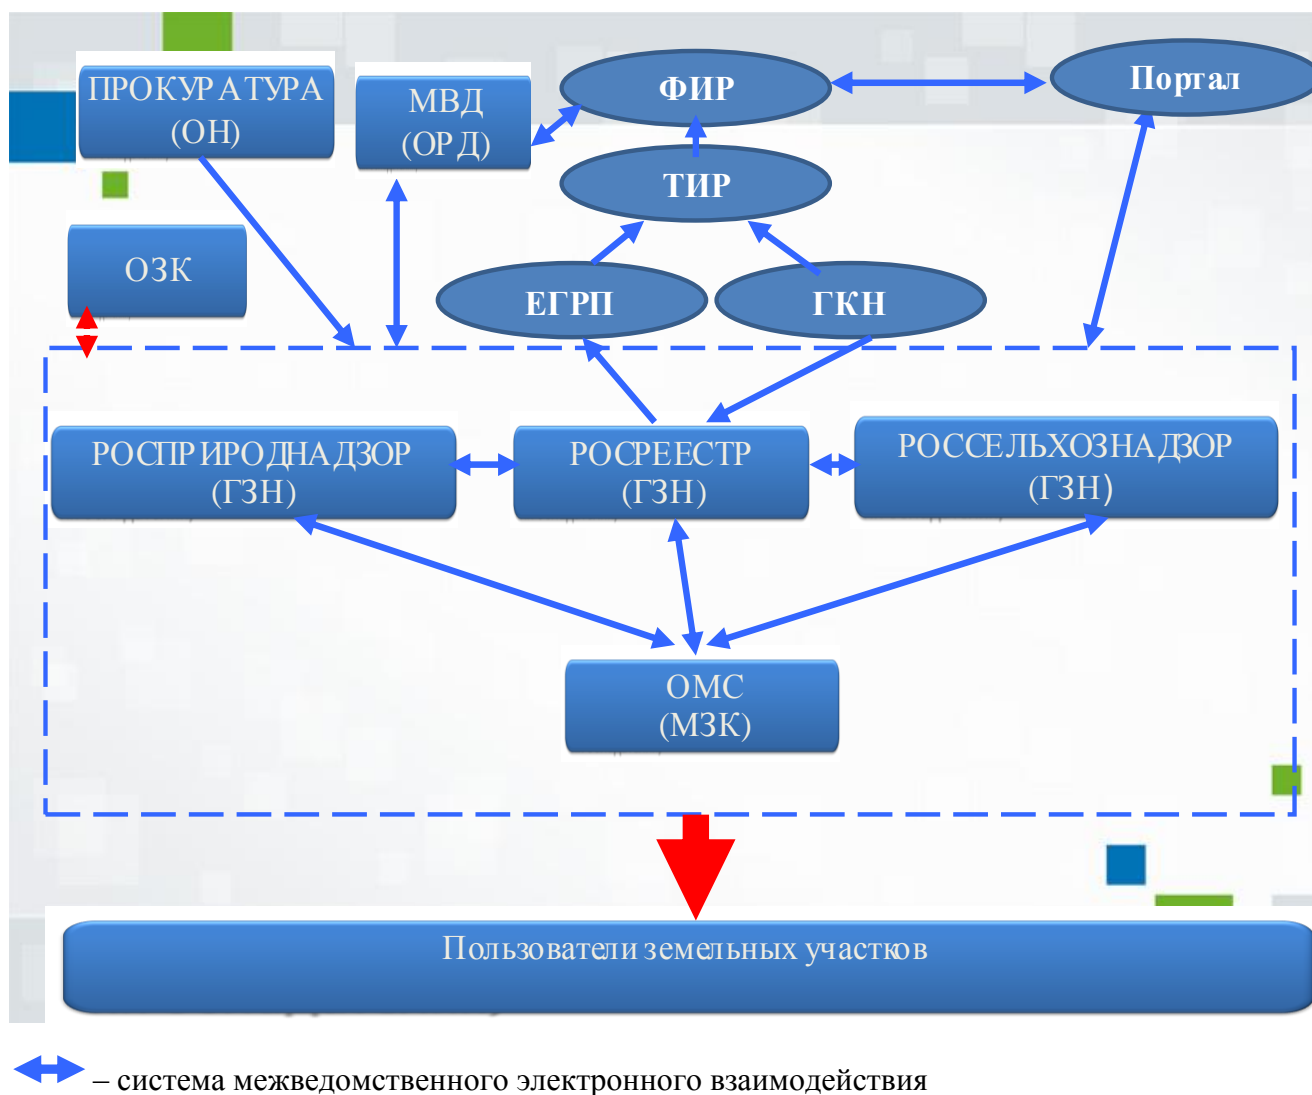 ПРОКУРАТУРА
(ОН)
МВД
(ОРД)
ФИР
Портал
ТИР
ОЗК
ЕГРП
ГКН
РОСПРИРОДНАДЗОР
(ГЗН)
РОСРЕЕСТР
(ГЗН)
РОССЕЛЬХОЗНАДЗОР
(ГЗН)
ОМС
(МЗК)
Пользователи земельных участков
– система межведомственного электронного взаимодействия